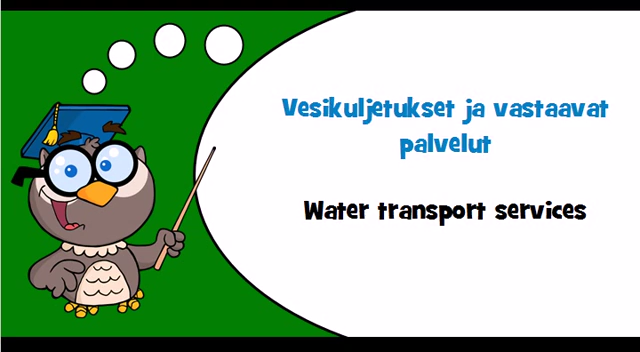 Vesikuljetukset ja vastaavat
palvelut
Water transport services